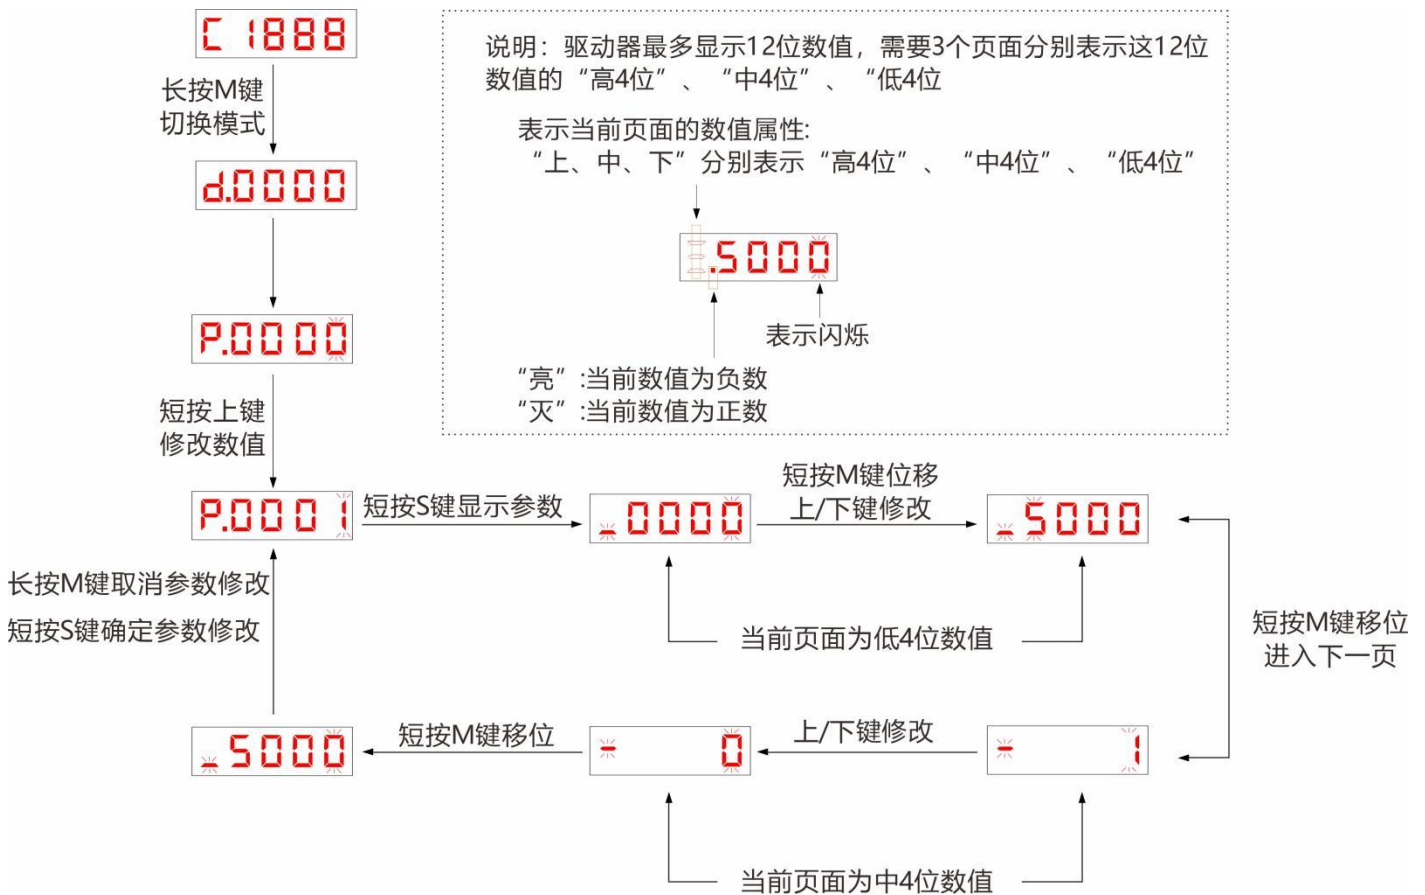 C1888
长按M键
切换模式
d.0000
P.0000
短按上键
修改数值
P.0001
说明：驱动器最多显示12位数值，需要3个页面分别表示这12位
数值的“高4位”、“中4位”、“低4位
表示当前页面的数值属性:
“上、中、下”分别表示“高4位”、“中4位”、“低4位”
.5000
表示闪烁
“亮”:当前数值为负数
“灭”:当前数值为正数
短按S键显示参数
_0000
短按M键位移
上/下键修改
_5000
长按M键取消参数修改
短按S键确定参数修改
当前页面为低4位数值
短按M键移位
进入下一页
_5000
短按M键移位
- 0
上/下键修改
- 1
当前页面为中4位数值